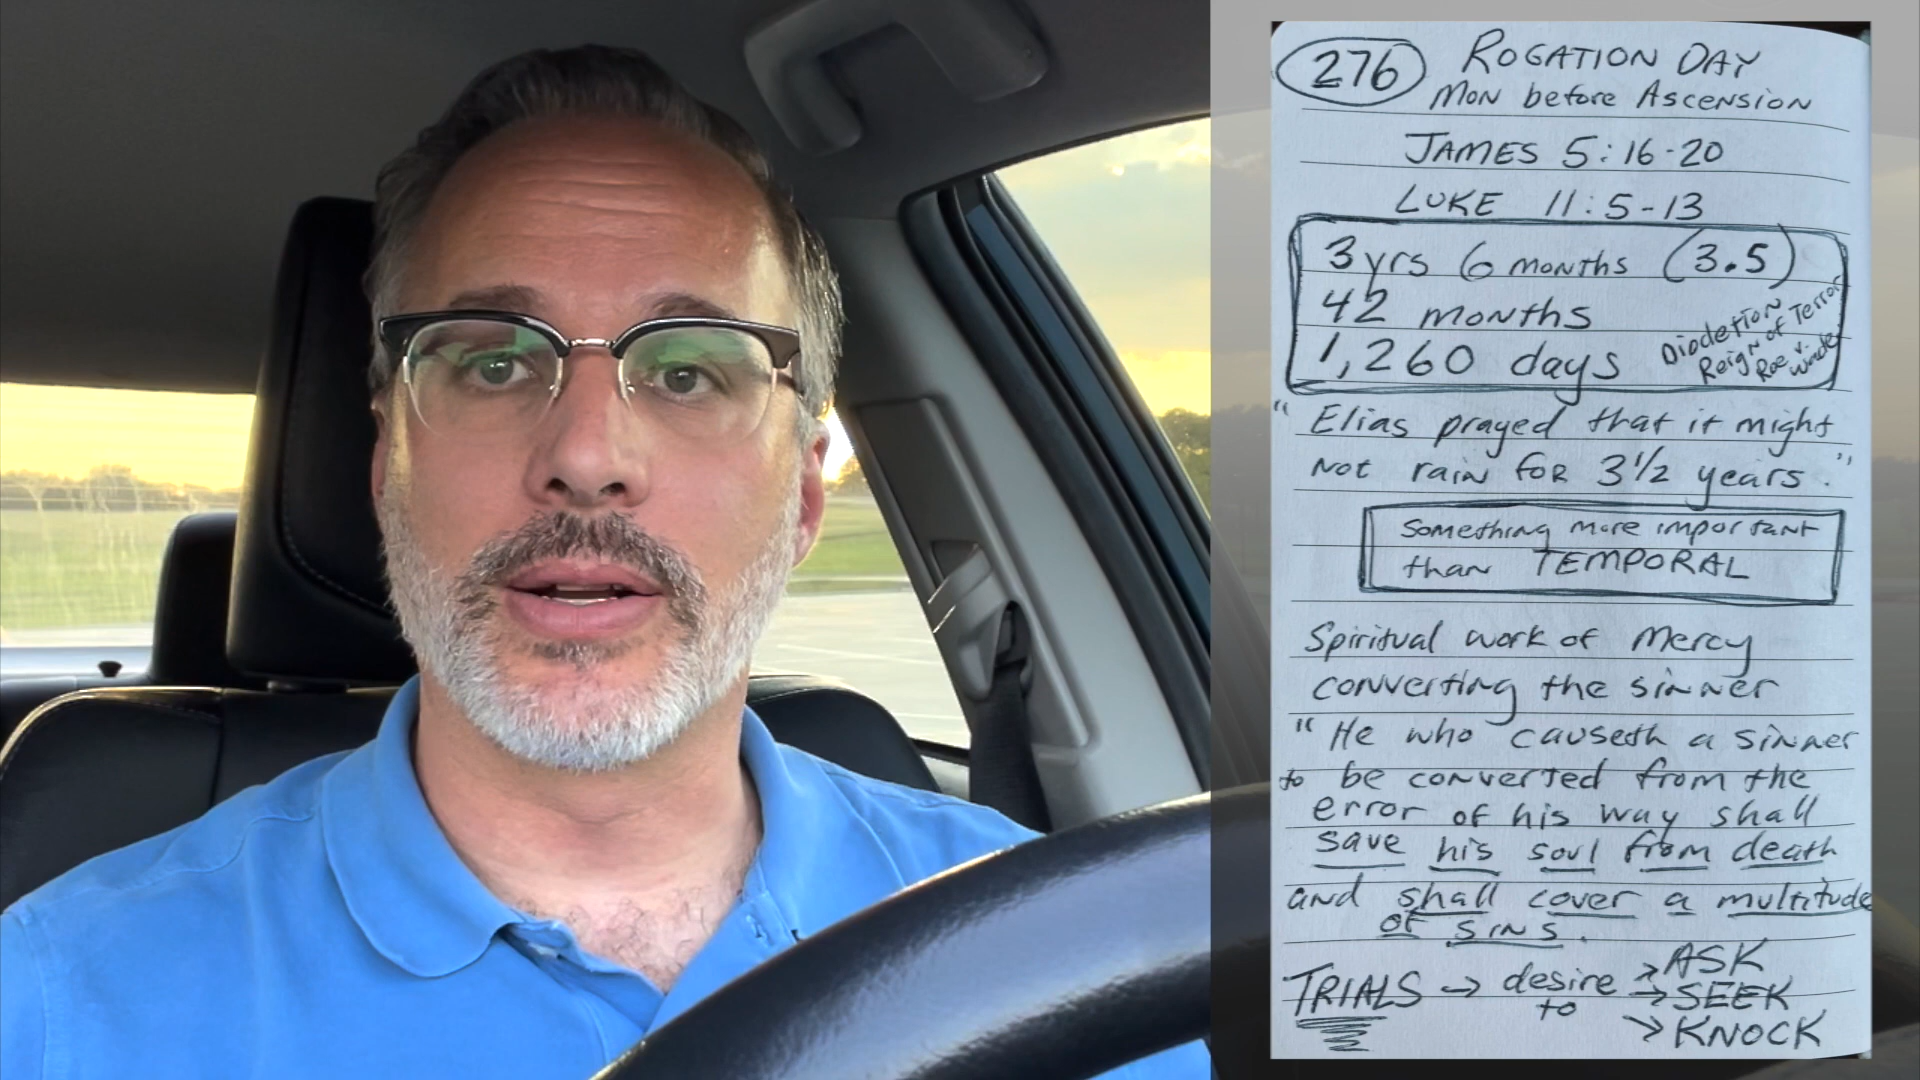 276 ROGATION DAY
Mon before Ascension
JAMES 5:16-20
LUKE 11:5-13
3 yrs 6 months (3.5)
42 months
1,260 days
Diocletion
Reign of Terror
Roe v. Wade
"Elias prayed that it might
not rain for 3 1/2 years."
Something more important
than TEMPORAL
Spiritual work of Mercy
converting the sinner
"He who causeth a sinner
to be converted from the
error of his way shall
save his soul from death
and shall cover a multitude
of sins.
TRIALS → desire to
→ ASK
→ SEEK
→ KNOCK